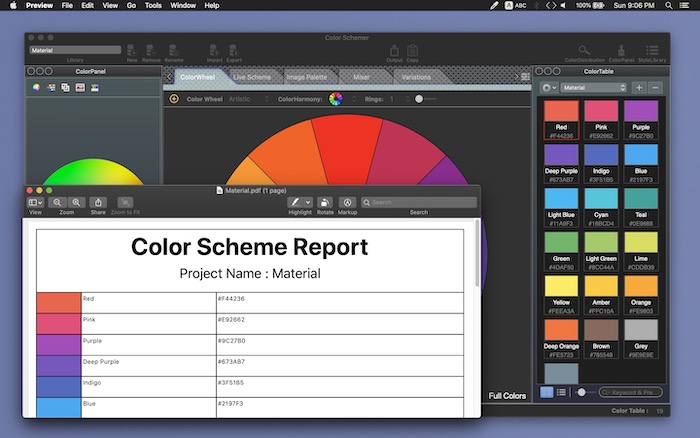 Preview File Edit View Go Tools Window Help
A ABC 100% Sun 9:06 PM
Color Schemer
Material
Library New Remove Rename Import Export Output Copy ColorDistribution ColorPanel StyleLibrary
ColorPanel
ColorWheel Live Scheme Image Palette Mixer Variations
Color Wheel Artistic ColorHarmony: Rings: 1
Full Colors
ColorTable
Material
Red Pink Purple
#F44236 #E92662 #9C27B0
Deep Purple Indigo Blue
#673AB7 #3F51B5 #2197F3
Light Blue Cyan Teal
#11A9F3 #16BCD4 #0E9688
Green Light Green Lime
#4DAF50 #8CC44A #CDDB39
Yellow Amber Orange
#FEEA3A #FFC10A #FE9803
Deep Orange Brown Grey
#FE5723 #785548 #9E9E9E
Keyword & Pre
Color Table : 19
Material.pdf (1 page)
View Zoom Share Zoom to Fit Highlight Rotate Markup Search
Search
Color Scheme Report
Project Name : Material
Red #F44236
Pink #E92662
Purple #9C27B0
Deep Purple #673AB7
Indigo #3F51B5
Blue #2197F3